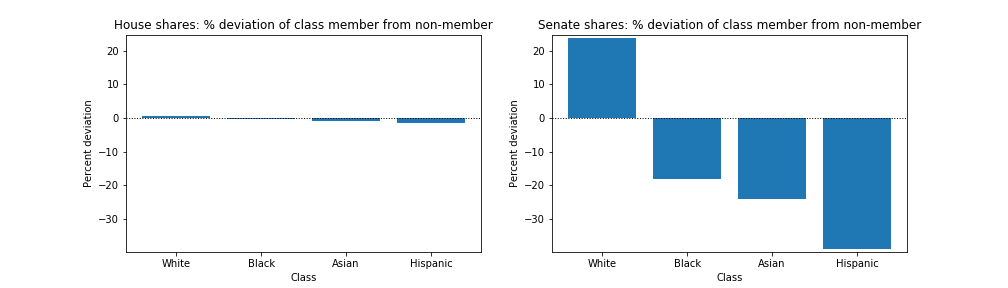 House shares: % deviation of class member from non-member
20
10
0
−10
−20
−30
Percent deviation
White Black Asian Hispanic
Class
Senate shares: % deviation of class member from non-member
20
10
0
−10
−20
−30
Percent deviation
White Black Asian Hispanic
Class